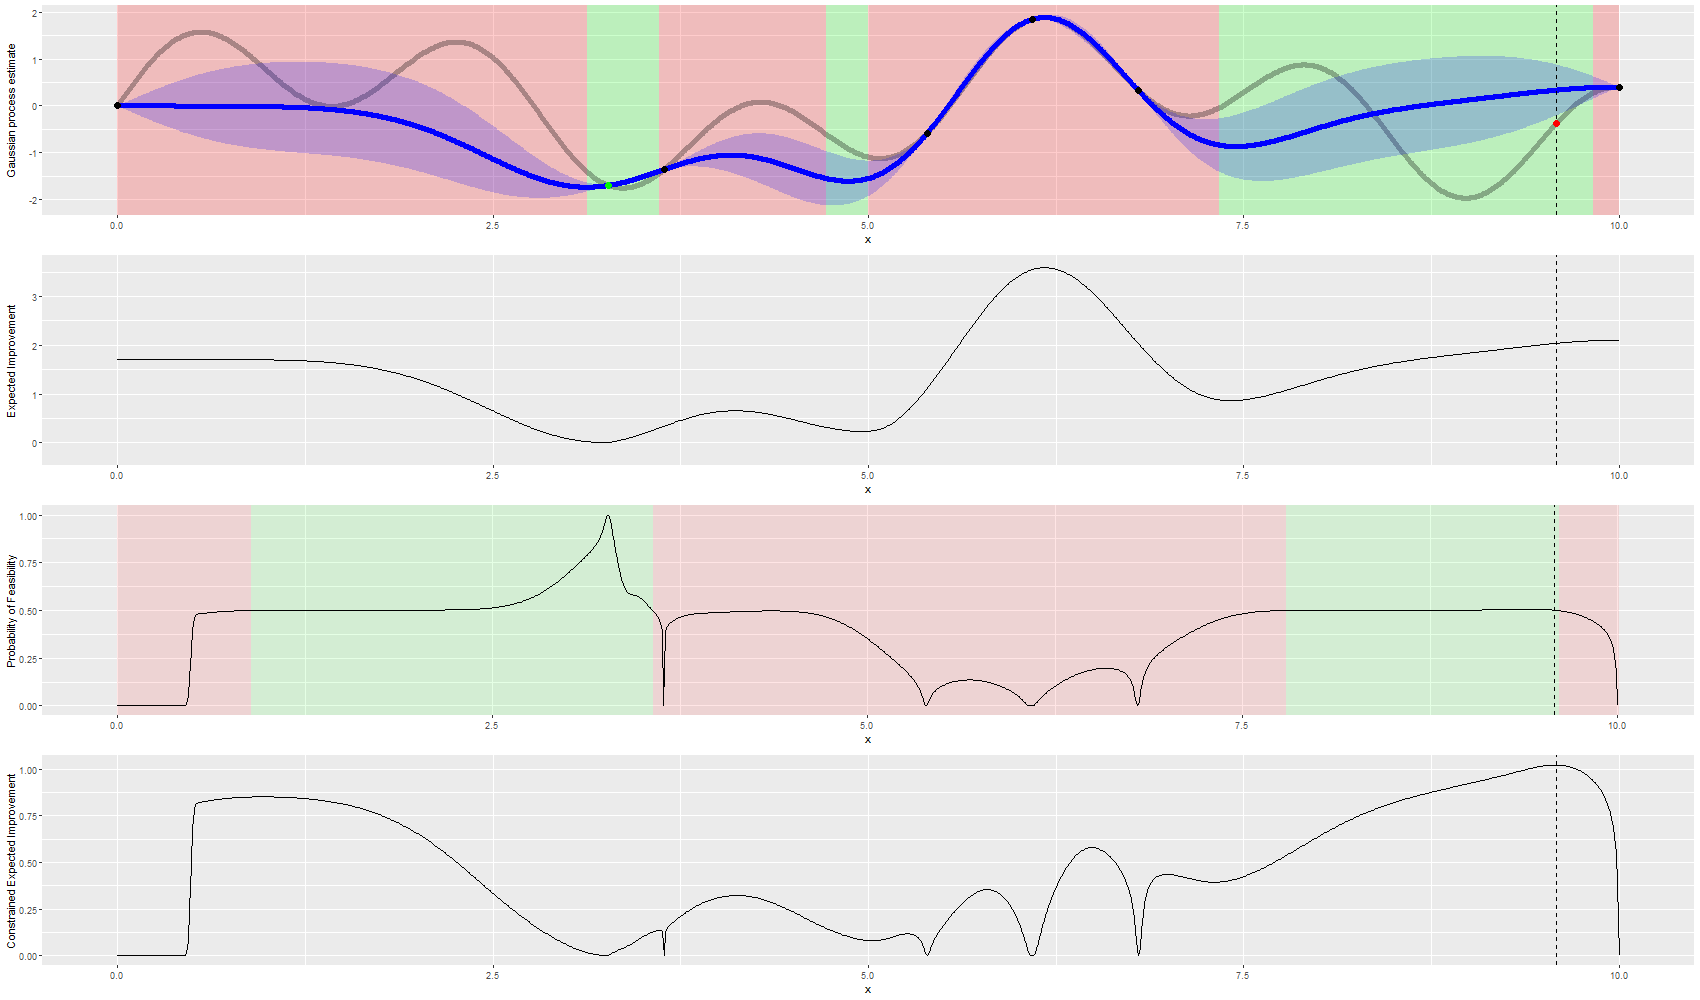 Gaussian process estimate
2
1
0
-1
-2
0.0 2.5 5.0 7.5 10.0
x
Expected Improvement
3
2
1
0
0.0 2.5 5.0 7.5 10.0
x
Probability of Feasibility
1.00
0.75
0.50
0.25
0.00
0.0 2.5 5.0 7.5 10.0
x
Constrained Expected Improvement
1.00
0.75
0.50
0.25
0.00
0.0 2.5 5.0 7.5 10.0
x